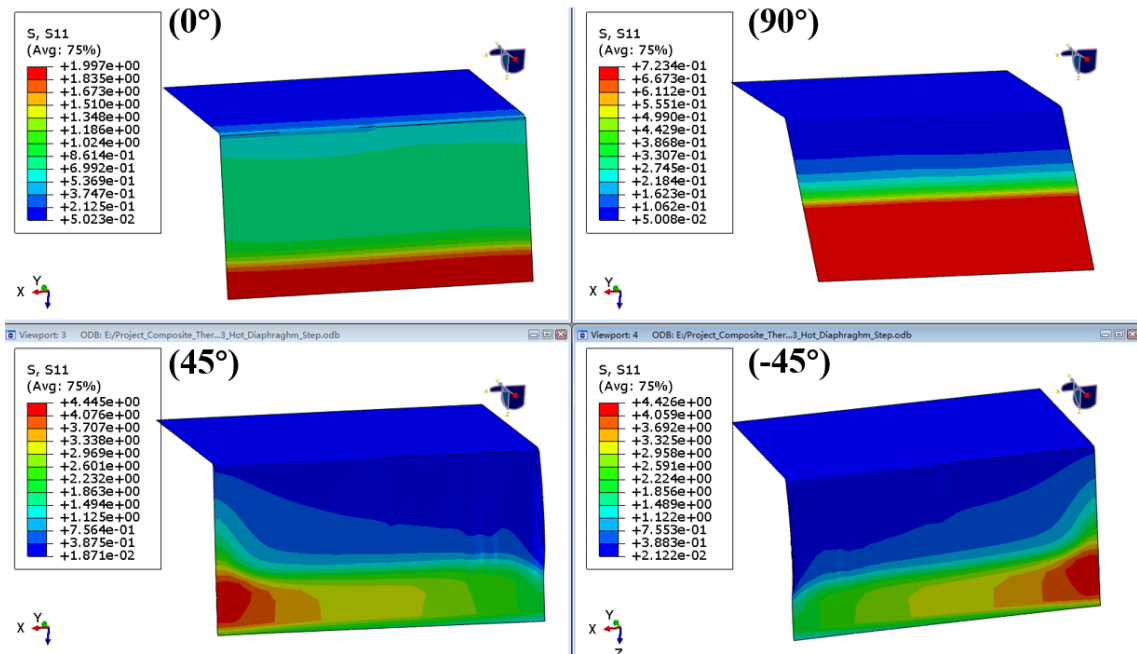 (0°)
S, S11
(Avg: 75%)
+1.997e+00
+1.835e+00
+1.673e+00
+1.510e+00
+1.348e+00
+1.186e+00
+1.024e+00
+8.614e-01
+6.992e-01
+5.369e-01
+3.747e-01
+2.125e-01
+5.023e-02
Y
X
(90°)
S, S11
(Avg: 75%)
+7.234e-01
+6.673e-01
+6.112e-01
+5.551e-01
+4.990e-01
+4.429e-01
+3.868e-01
+3.307e-01
+2.745e-01
+2.184e-01
+1.623e-01
+1.062e-01
+5.008e-02
Y
X
Viewport: 3 ODB: E:/Project_Composite_Ther...3_Hot_Diaphraghm_Step.odb
(45°)
S, S11
(Avg: 75%)
+4.445e+00
+4.076e+00
+3.707e+00
+3.338e+00
+2.969e+00
+2.601e+00
+2.232e+00
+1.863e+00
+1.494e+00
+1.125e+00
+7.564e-01
+3.875e-01
+1.871e-02
Y
X
Viewport: 4 ODB: E:/Project_Composite_Ther...3_Hot_Diaphraghm_Step.odb
(-45°)
S, S11
(Avg: 75%)
+4.426e+00
+4.059e+00
+3.692e+00
+3.325e+00
+2.958e+00
+2.591e+00
+2.224e+00
+1.856e+00
+1.489e+00
+1.122e+00
+7.553e-01
+3.883e-01
+2.122e-02
Y
X
Z